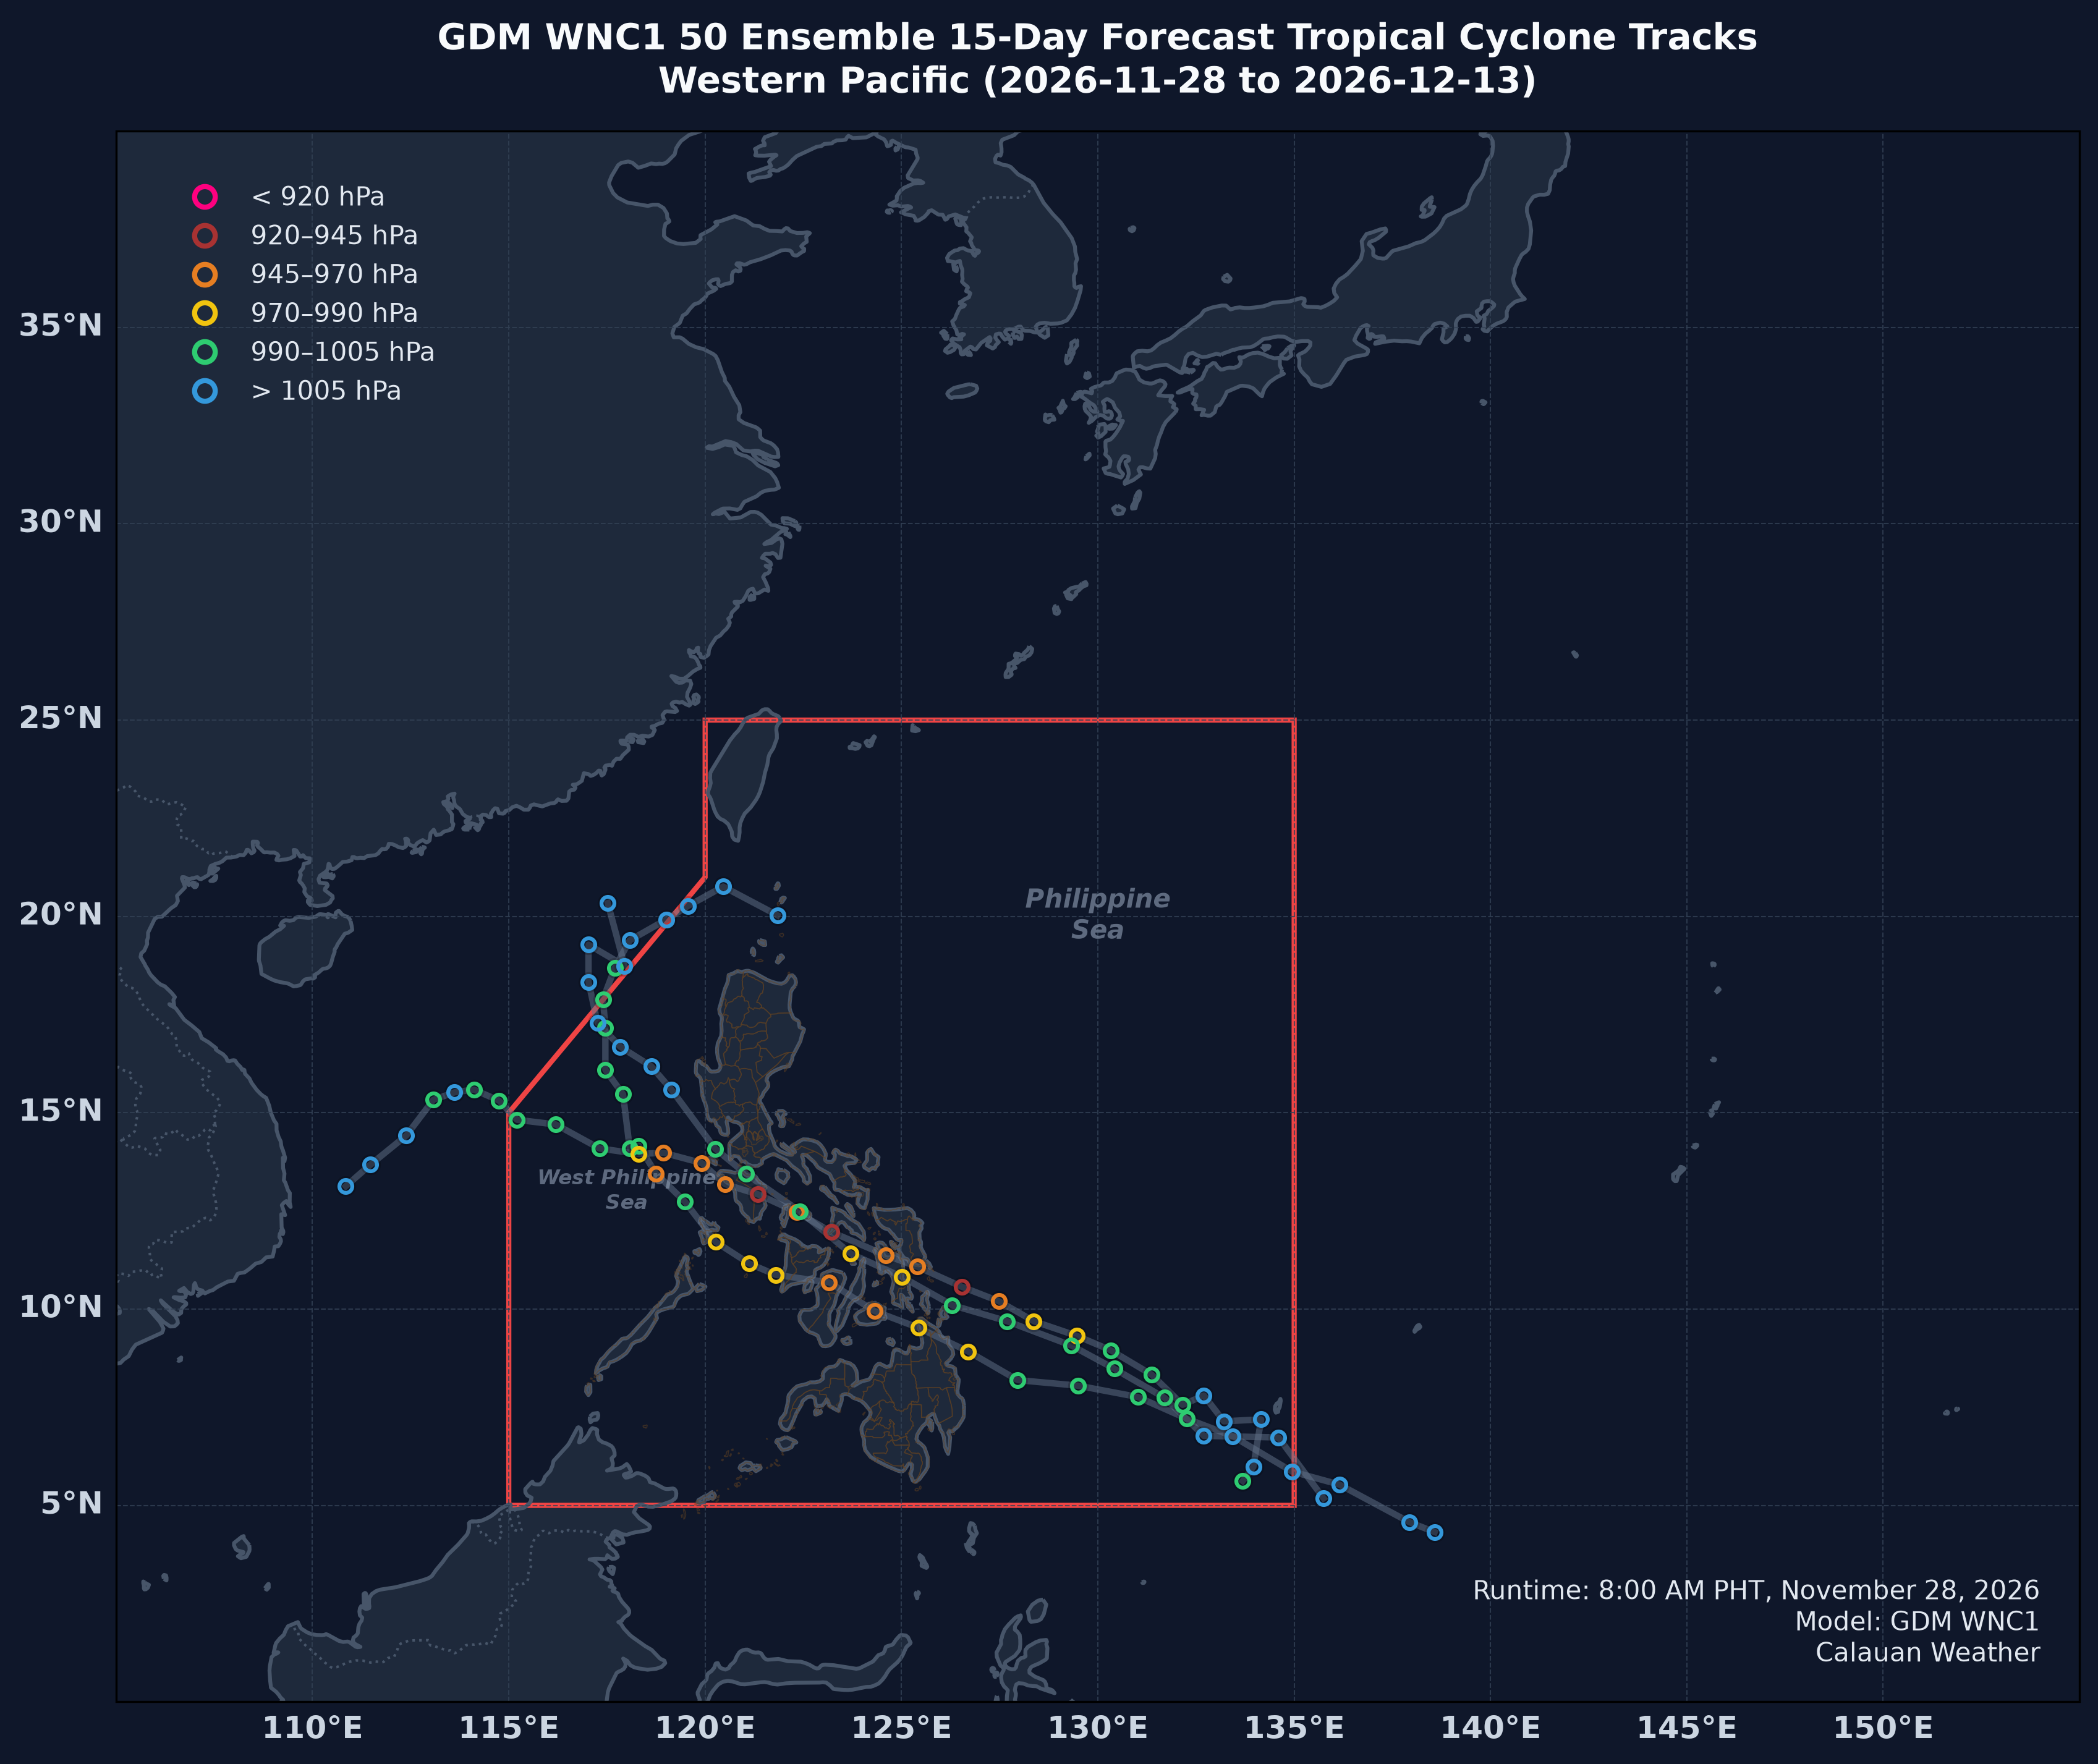 GDM WNC1 50 Ensemble 15-Day Forecast Tropical Cyclone Tracks
Western Pacific (2026-11-28 to 2026-12-13)
< 920 hPa
920–945 hPa
945–970 hPa
970–990 hPa
990–1005 hPa
> 1005 hPa
35°N
30°N
25°N
20°N
15°N
10°N
5°N
Philippine
Sea
West Philippine
Sea
Runtime: 8:00 AM PHT, November 28, 2026
Model: GDM WNC1
Calauan Weather
110°E
115°E
120°E
125°E
130°E
135°E
140°E
145°E
150°E